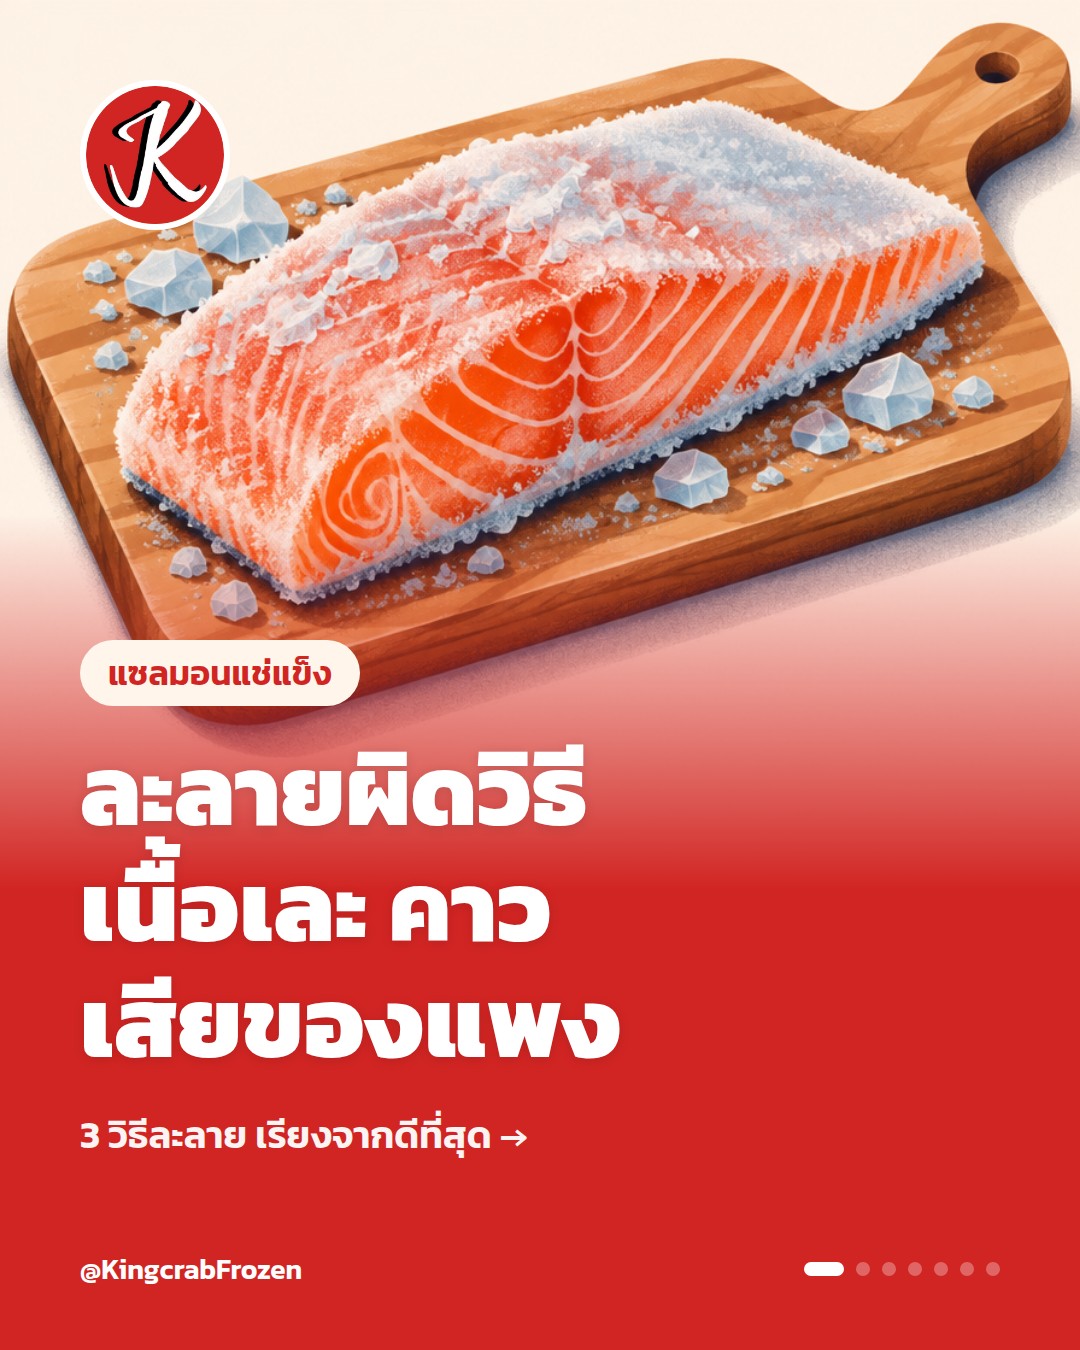 K
แซลมอนแช่แข็ง
ละลายผิดวิธี
เนื้อเละ คาว
เสียของแพง
3 วิธีละลาย เรียงจากดีที่สุด →
@KingcrabFrozen